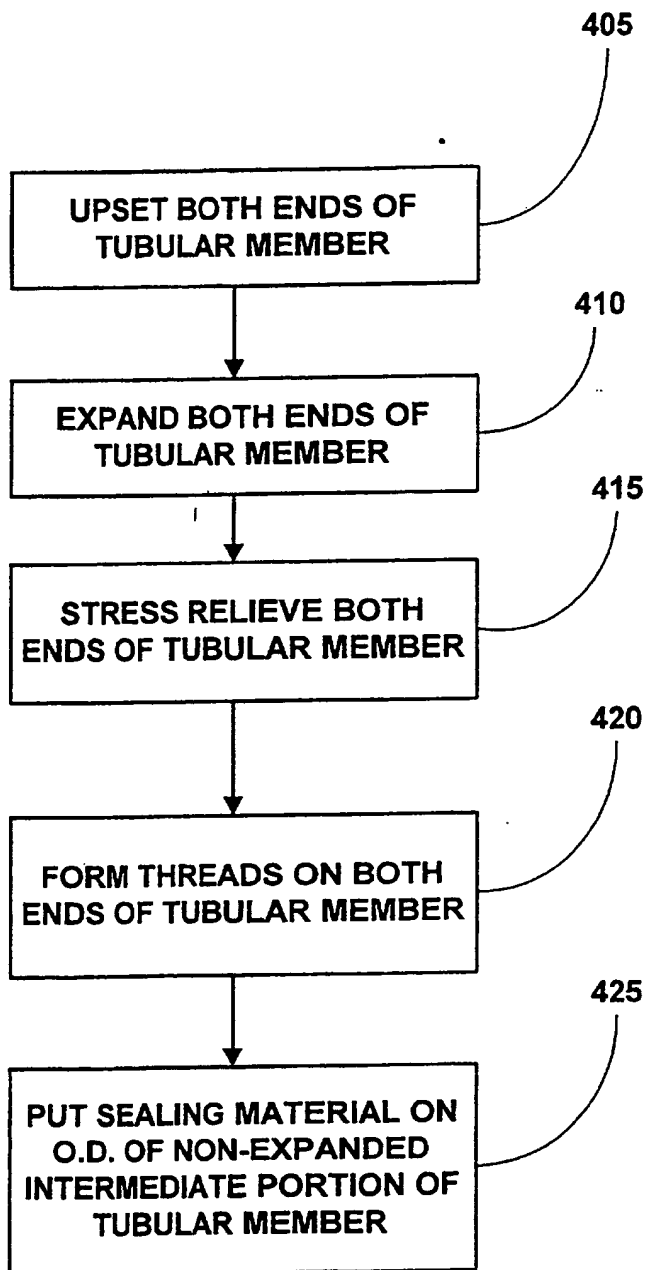 405
UPSET BOTH ENDS OF
TUBULAR MEMBER
410
EXPAND BOTH ENDS OF
TUBULAR MEMBER
415
STRESS RELIEVE BOTH
ENDS OF TUBULAR MEMBER
420
FORM THREADS ON BOTH
ENDS OF TUBULAR MEMBER
425
PUT SEALING MATERIAL ON
O.D. OF NON-EXPANDED
INTERMEDIATE PORTION OF
TUBULAR MEMBER